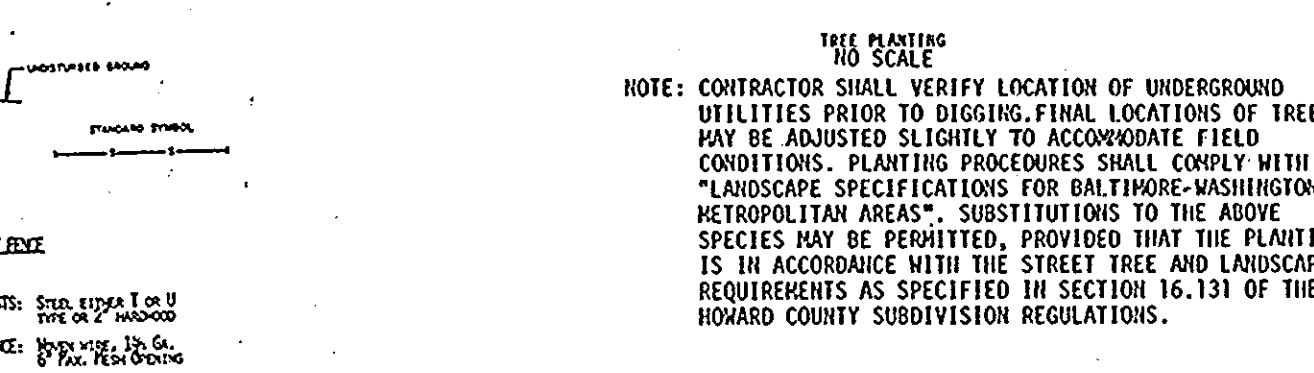 UNDISTURBED GROUND
STANDARD SYMBOL
S S
FENCE
STS: STEEL EITHER T OR U
TYPE OR 2" HARDWOOD
CE: WOVEN WIRE, GA.
6" MAX. MESH OPENING
TREE PLANTING
NO SCALE
NOTE: CONTRACTOR SHALL VERIFY LOCATION OF UNDERGROUND
UTILITIES PRIOR TO DIGGING.FINAL LOCATIONS OF TREE
MAY BE ADJUSTED SLIGHTLY TO ACCOMMODATE FIELD
CONDITIONS. PLANTING PROCEDURES SHALL COMPLY WITH
"LANDSCAPE SPECIFICATIONS FOR BALTIMORE-WASHINGTON
METROPOLITAN AREAS". SUBSTITUTIONS TO THE ABOVE
SPECIES MAY BE PERMITTED, PROVIDED THAT THE PLANTI
IS IN ACCORDANCE WITH THE STREET TREE AND LANDSCAP
REQUIREMENTS AS SPECIFIED IN SECTION 16.131 OF THE
HOWARD COUNTY SUBDIVISION REGULATIONS.